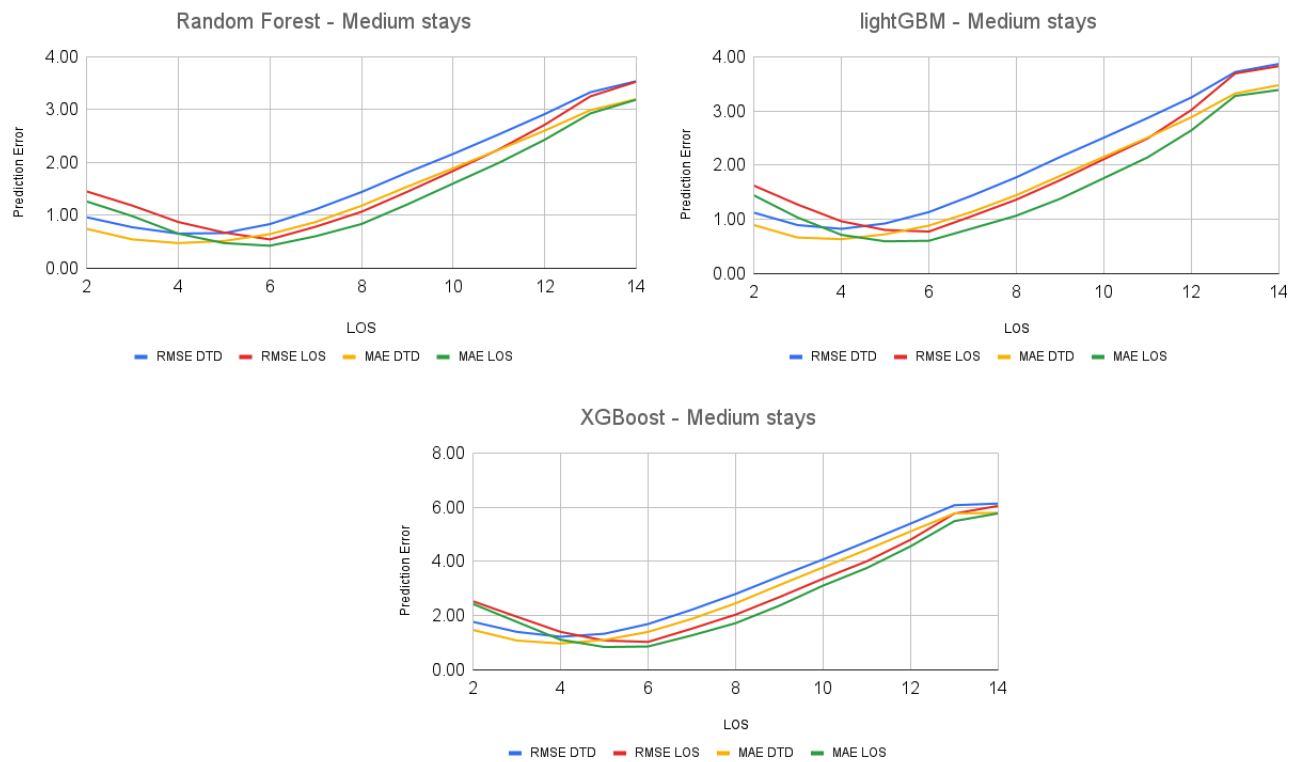 Random Forest - Medium stays
Prediction Error
4.00
3.00
2.00
1.00
0.00
2 4 6 8 10 12 14
LOS
RMSE DTD RMSE LOS MAE DTD MAE LOS
lightGBM - Medium stays
Prediction Error
4.00
3.00
2.00
1.00
0.00
2 4 6 8 10 12 14
LOS
RMSE DTD RMSE LOS MAE DTD MAE LOS
XGBoost - Medium stays
Prediction Error
8.00
6.00
4.00
2.00
0.00
2 4 6 8 10 12 14
LOS
RMSE DTD RMSE LOS MAE DTD MAE LOS